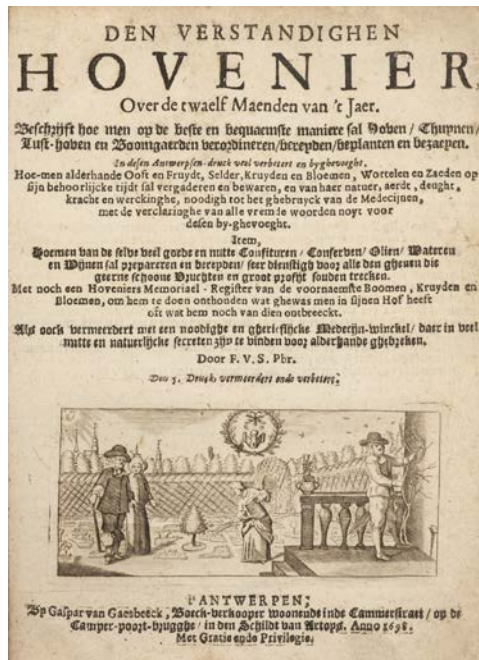 DEN VERSTANDIGHEN
HOVENIER,
Over de twaelf Maenden van 't Jaer.
Beschrijft hoe men op de beste en bequaemste maniere sal Hoven / Thuynen /
Lust-hoven en Boomgaerden verordineren/bereyden/beplanten en bezaeyen.
In desen Antwerpsen-druck veel verbetert en byghevoeght.
Hoe-men alderhande Ooft en Fruydt, Selder, Kruyden en Bloemen, Wortelen en Zaeden op
sijn behoorlijcke tijdt sal vergaderen en bewaren, en van haer natuer, aerdt, deught,
kracht en werckinghe, noodigh tot het ghebruyck van de Medecijnen,
met de verclaringhe van alle vremde woorden noyt voor
desen by-ghevoeght.
Item,
Hoemen van de selve veel goede en nutte Confituren / Conserven / Olien / Wateren
en Wijnen sal prepareren en bereyden / seer dienstigh voor alle den ghenen die
geerne schoone Vruchten en groot profijt souden trecken.
Met noch een Hoveniers Memoriael-Register van de voornaemste Boomen, Kruyden en
Bloemen, om hem te doen onthouden wat ghewas men in sijnen Hof heeft
oft wat hem noch van dien ontbreeckt.
Als oock vermeerdert met een noodighe en gherieflijcke Medecijn-winckel / daer in veel
nutte en natuerlijcke secreten zijn te vinden voor alderhande ghebreken.
Door F. V. S. Pbr.
Den 5. Druck, vermeerdert ende verbetert.
t'ANTWERPEN,
By Gaspar van Gaesbeeck, Boeck-verkooper woonende inde Cammerstraet / op de
Camper-poort-brugghe / in den Schildt van Artoys. Anno 1698.
Met Gratie ende Privilegie.